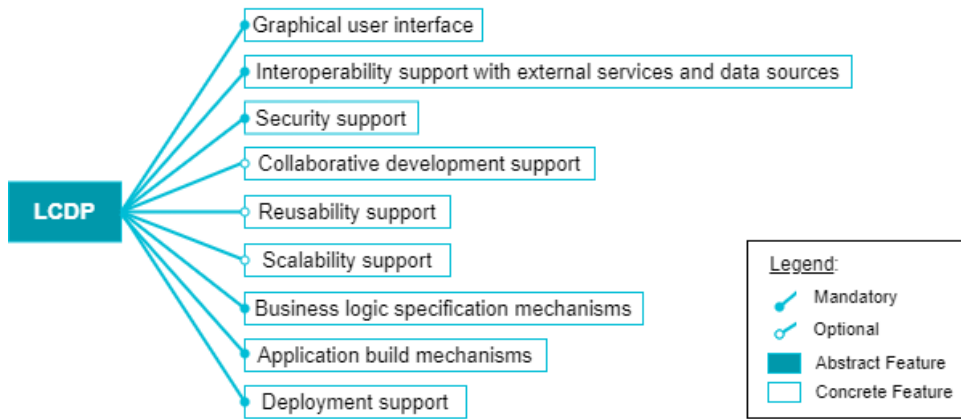 Graphical user interface
Interoperability support with external services and data sources
Security support
Collaborative development support
LCDP
Reusability support
Scalability support
Business logic specification mechanisms
Application build mechanisms
Deployment support
Legend:
Mandatory
Optional
Abstract Feature
Concrete Feature